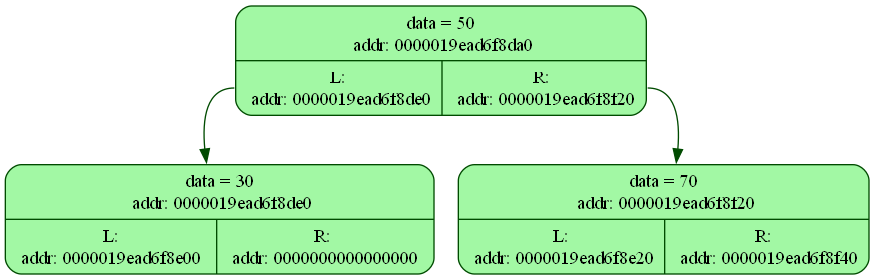 data = 50
addr: 0000019ead6f8da0
L:
addr: 0000019ead6f8de0
R:
addr: 0000019ead6f8f20
data = 30
addr: 0000019ead6f8de0
L:
addr: 0000019ead6f8e00
R:
addr: 0000000000000000
data = 70
addr: 0000019ead6f8f20
L:
addr: 0000019ead6f8e20
R:
addr: 0000019ead6f8f40